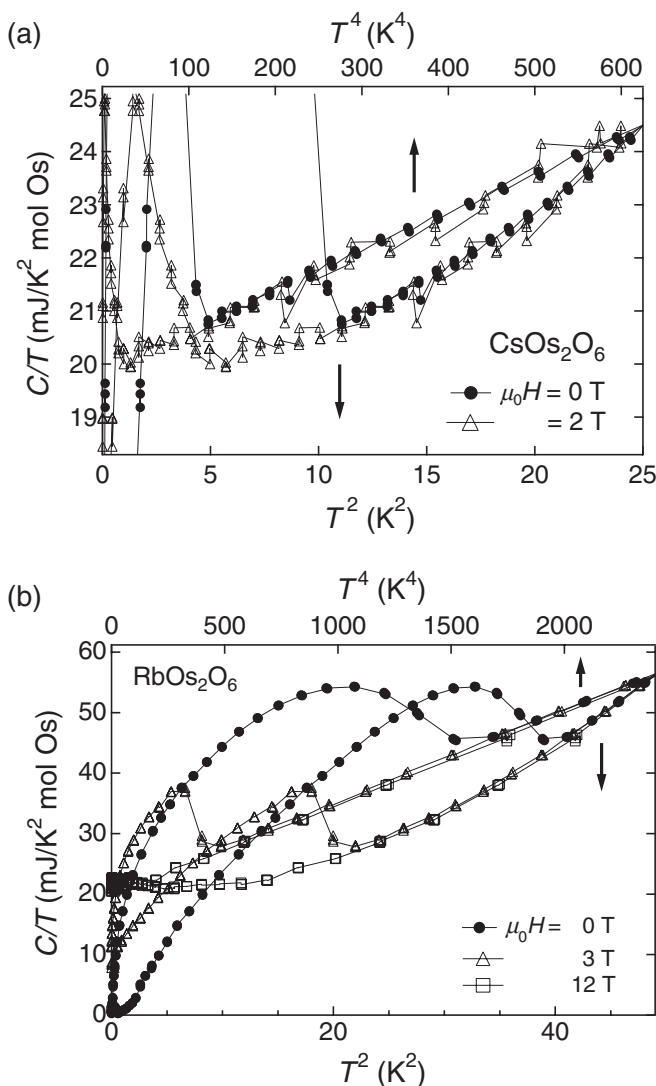 (a)
T⁴ (K⁴)
0 100 200 300 400 500 600
25
24
23
22
21
20
19
C/T (mJ/K² mol Os)
CsOs₂O₆
μ₀H = 0 T
= 2 T
0 5 10 15 20 25
T² (K²)
(b)
T⁴ (K⁴)
0 500 1000 1500 2000
60
50
40
30
20
10
0
C/T (mJ/K² mol Os)
RbOs₂O₆
μ₀H = 0 T
3 T
12 T
0 20 40
T² (K²)